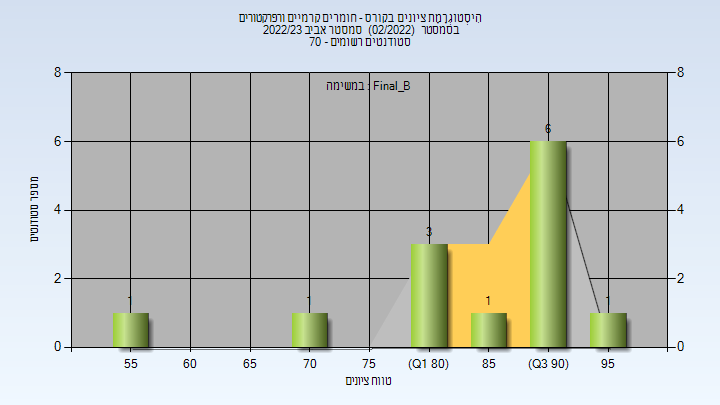 היסטוגרמת ציונים בקורס - חומרים קרמיים ורפרקטורים
בסמסטר (02/2022) סמסטר אביב 2022/23
סטודנטים רשומים - 70
במשימה : Final_B
8 8
6 6
4 4
2 2
0 0
מספר סטודנטים
1 1 3 1 6 1
55 60 65 70 75 (Q1 80) 85 (Q3 90) 95
טווח ציונים